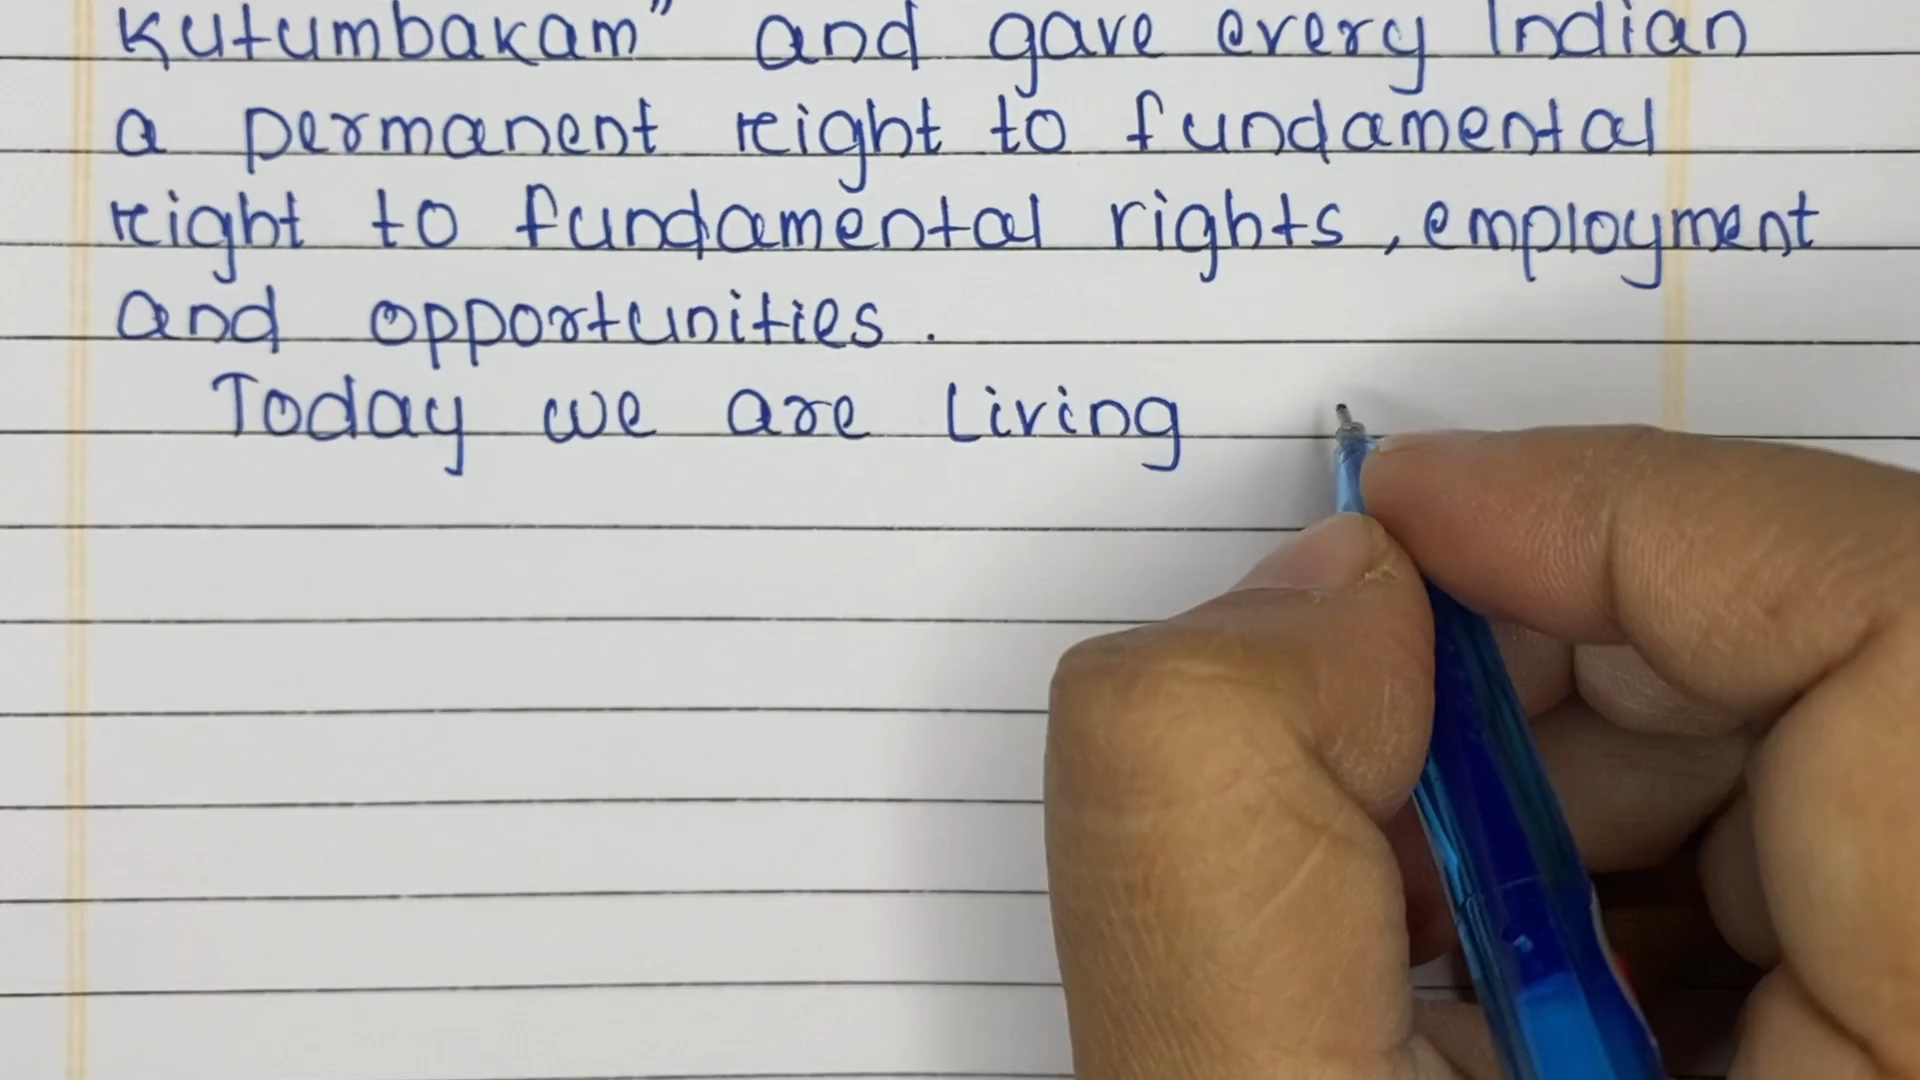 Kutumbakam" and gave every Indian
a permanent right to fundamental
right to fundamental rights, employment
and opportunities.
Today we are living